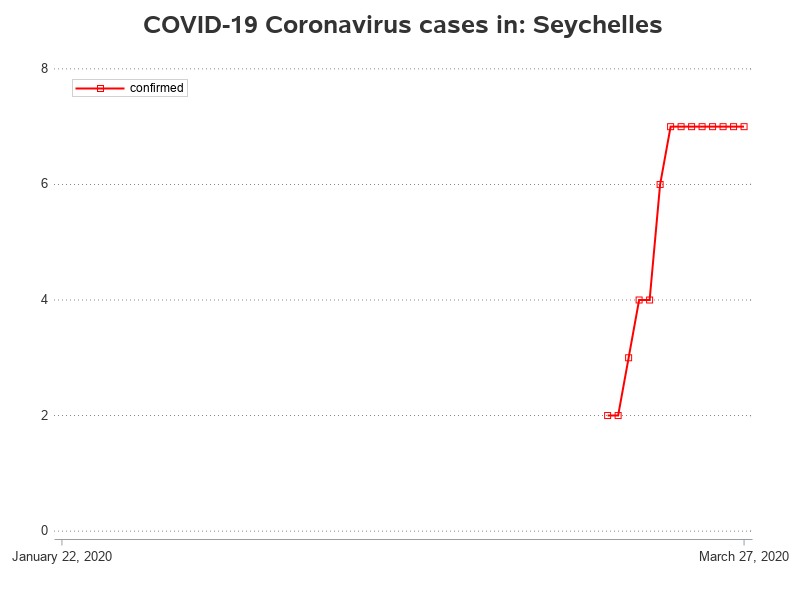 COVID-19 Coronavirus cases in: Seychelles
8
confirmed
6
4
2
0
January 22, 2020
March 27, 2020